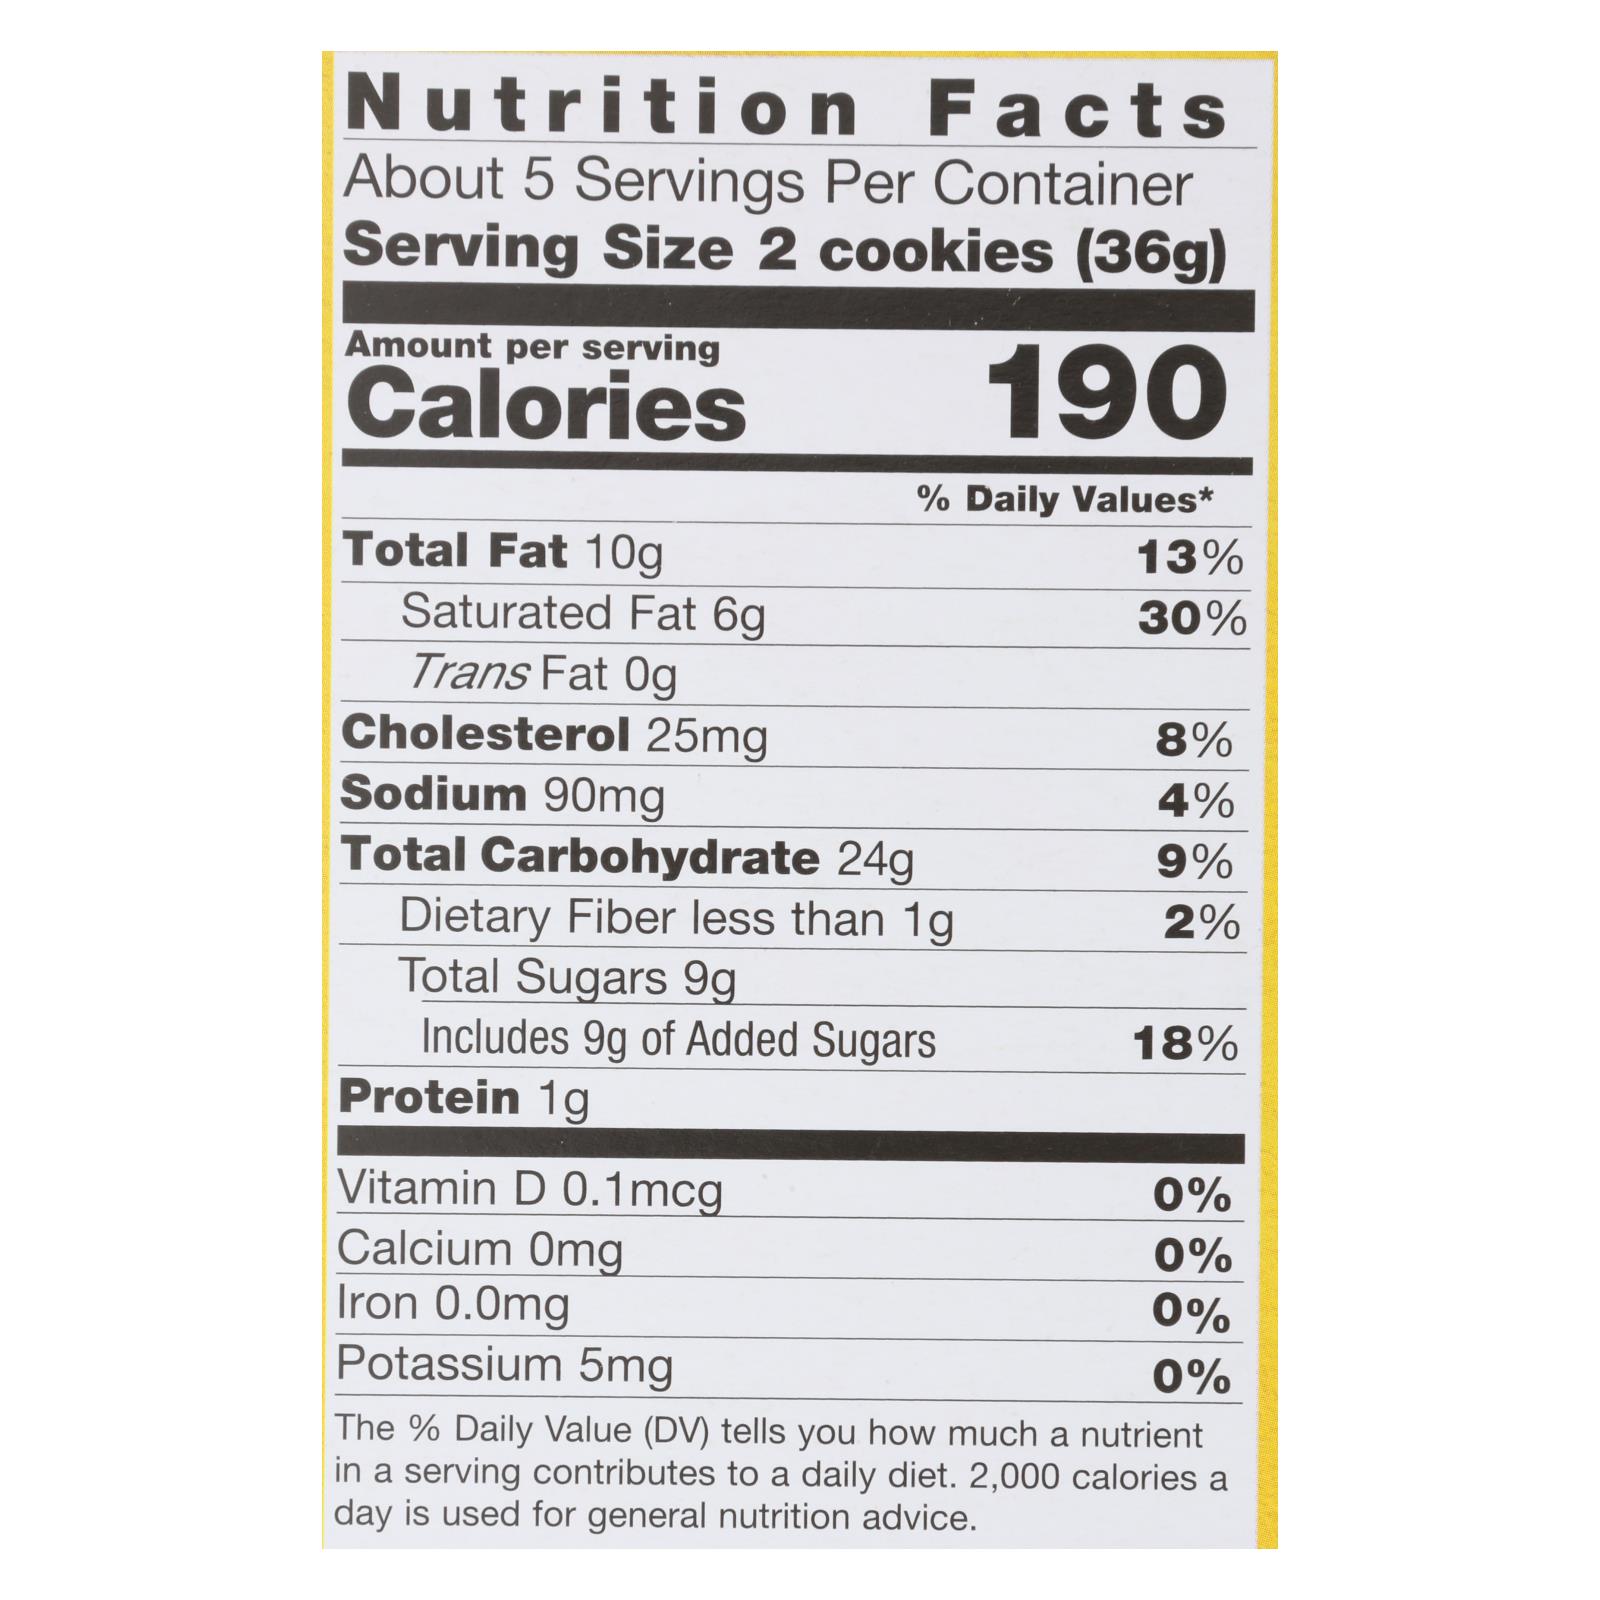 Nutrition Facts
About 5 Servings Per Container
Serving Size 2 cookies (36g)
Amount per serving
Calories 190
% Daily Values*
Total Fat 10g 13%
Saturated Fat 6g 30%
Trans Fat 0g
Cholesterol 25mg 8%
Sodium 90mg 4%
Total Carbohydrate 24g 9%
Dietary Fiber less than 1g 2%
Total Sugars 9g
Includes 9g of Added Sugars 18%
Protein 1g
Vitamin D 0.1mcg 0%
Calcium 0mg 0%
Iron 0.0mg 0%
Potassium 5mg 0%
The % Daily Value (DV) tells you how much a nutrient
in a serving contributes to a daily diet. 2,000 calories a
day is used for general nutrition advice.